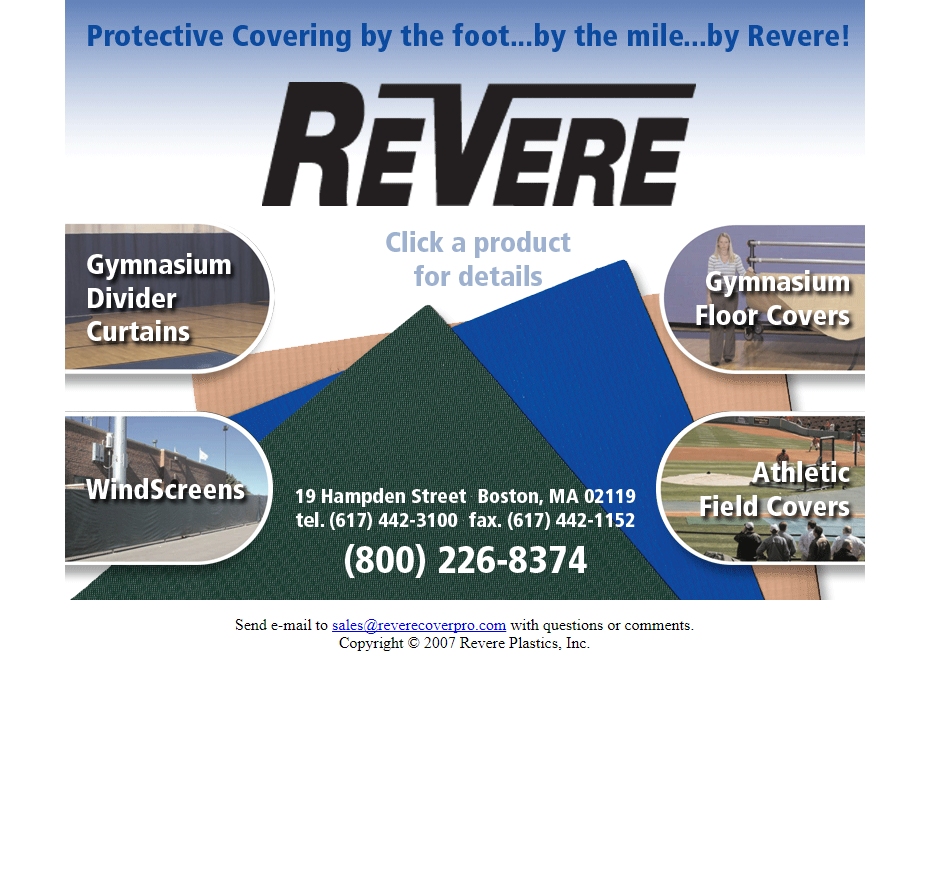 Protective Covering by the foot...by the mile...by Revere!
REVERE
Click a product
for details
Gymnasium
Divider
Curtains
Gymnasium
Floor Covers
WindScreens
Athletic
Field Covers
19 Hampden Street Boston, MA 02119
tel. (617) 442-3100 fax. (617) 442-1152
(800) 226-8374
Send e-mail to sales@reverecoverpro.com with questions or comments.
Copyright © 2007 Revere Plastics, Inc.